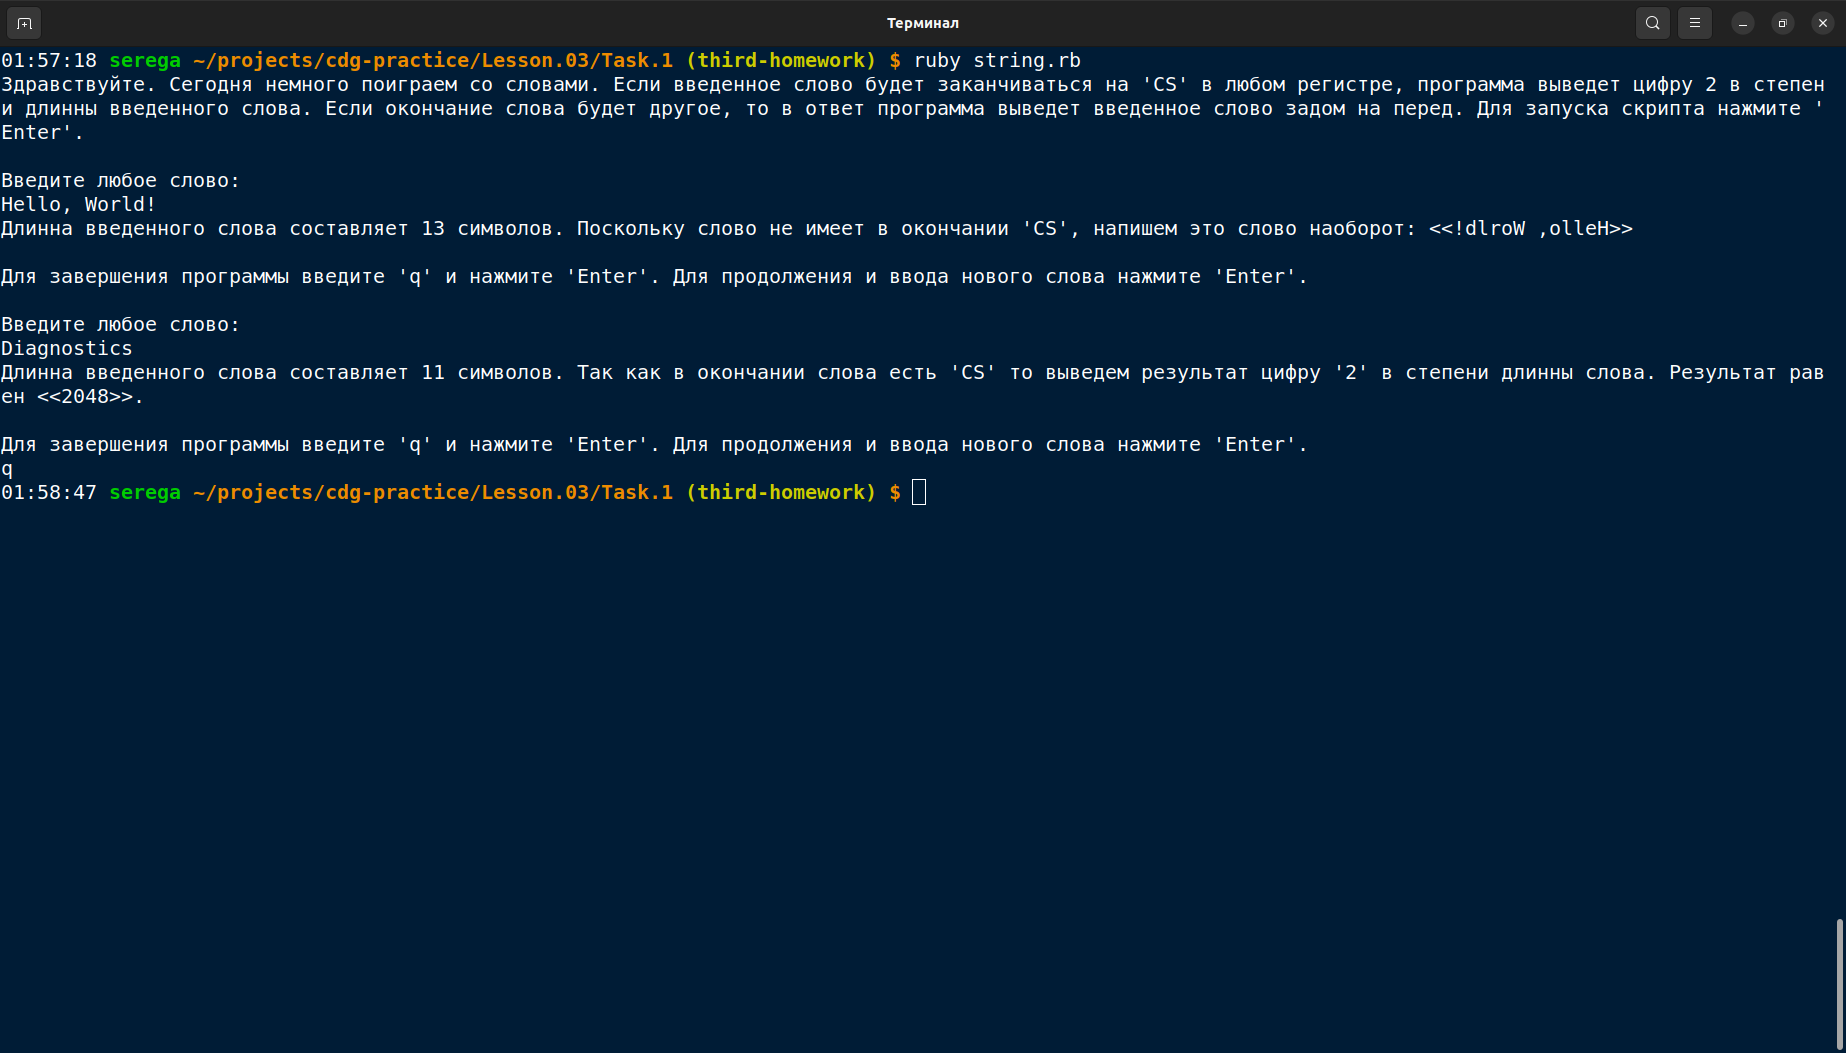 Терминал
01:57:18 serega ~/projects/cdg-practice/Lesson.03/Task.1 (third-homework) $ ruby string.rb
Здравствуйте. Сегодня немного поиграем со словами. Если введенное слово будет заканчиваться на 'CS' в любом регистре, программа выведет цифру 2 в степен
и длинны введенного слова. Если окончание слова будет другое, то в ответ программа выведет введенное слово задом на перед. Для запуска скрипта нажмите '
Enter'.
Введите любое слово:
Hello, World!
Длинна введенного слова составляет 13 символов. Поскольку слово не имеет в окончании 'CS', напишем это слово наоборот: <<!dlroW ,olleH>>
Для завершения программы введите 'q' и нажмите 'Enter'. Для продолжения и ввода нового слова нажмите 'Enter'.
Введите любое слово:
Diagnostics
Длинна введенного слова составляет 11 символов. Так как в окончании слова есть 'CS' то выведем результат цифру '2' в степени длинны слова. Результат рав
ен <<2048>>.
Для завершения программы введите 'q' и нажмите 'Enter'. Для продолжения и ввода нового слова нажмите 'Enter'.
q
01:58:47 serega ~/projects/cdg-practice/Lesson.03/Task.1 (third-homework) $